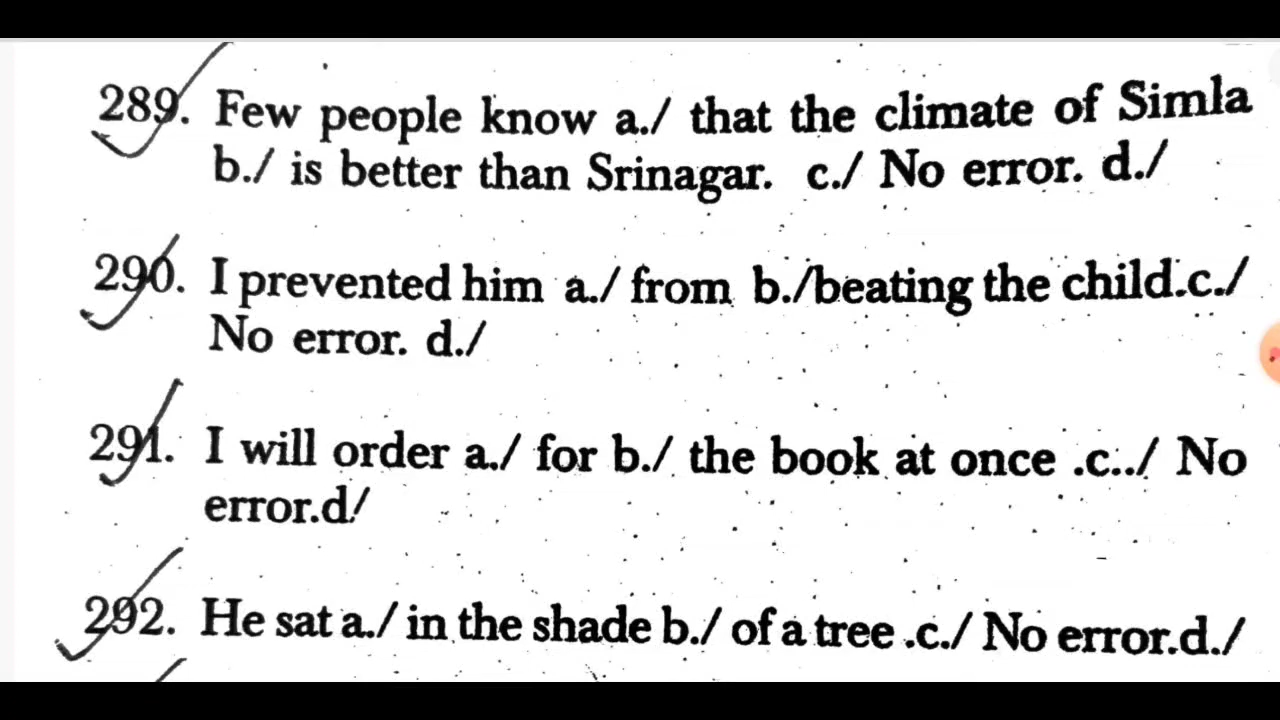 289. Few people know a./ that the climate of Simla
b./ is better than Srinagar. c./ No error. d./
290. I prevented him a./ from b./beating the child.c./
No error. d./
291. I will order a./ for b./ the book at once .c../ No
error.d/
292. He sat a./ in the shade b./ of a tree .c./ No error.d./